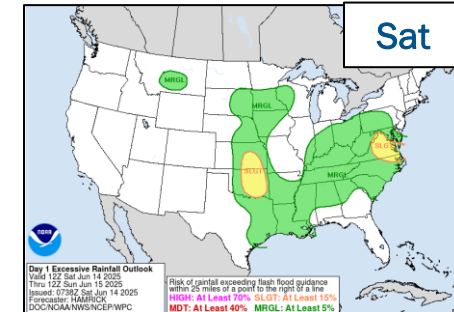 Sat
MRGL
MRGL
SLGT
SLGT
MRGL
NOAA
Day 1 Excessive Rainfall Outlook
Valid 12Z Sat Jun 14 2025
Thru 12Z Sun Jun 15 2025
Issued: 0738Z Sat Jun 14 2025
Forecaster: HAMRICK
DOC/NOAA/NWS/NCEP/WPC
Risk of rainfall exceeding flash flood guidance
within 25 miles of a point to the right of a line
HIGH: At Least 70% SLGT: At Least 15%
MDT: At Least 40% MRGL: At Least 5%